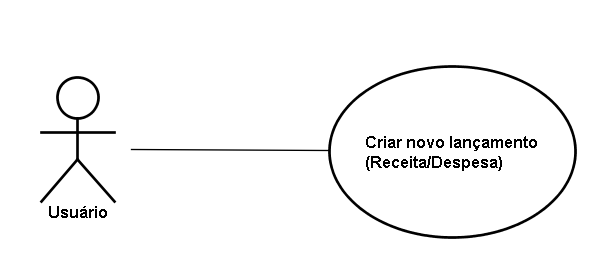 Criar novo lançamento
(Receita/Despesa)
Usuário